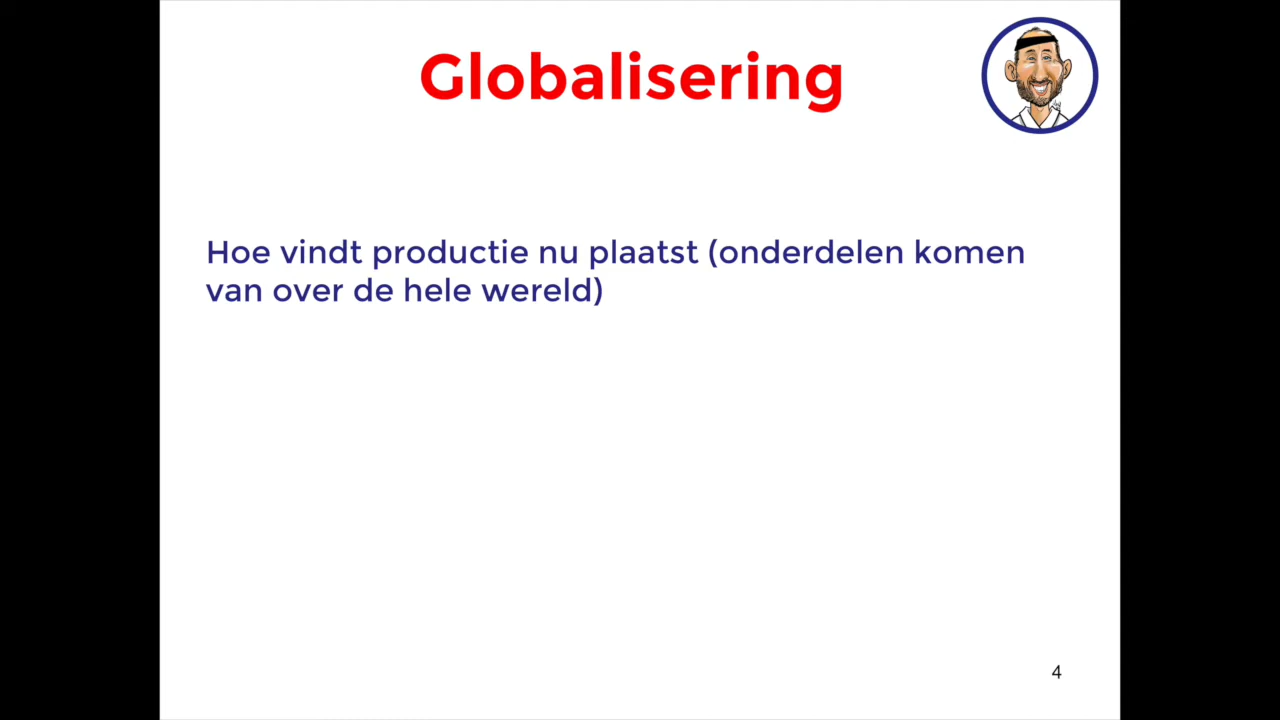 Globalisering
Hoe vindt productie nu plaatst (onderdelen komen
van over de hele wereld)
4